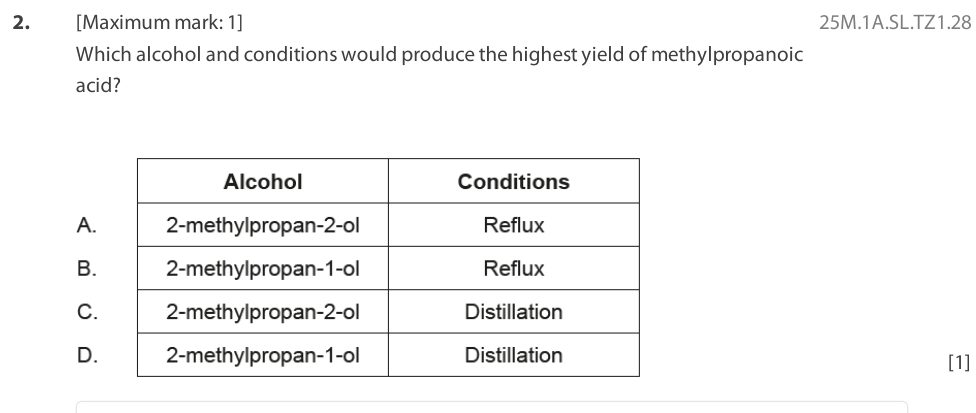 2. [Maximum mark: 1] 25M.1A.SL.TZ1.28
Which alcohol and conditions would produce the highest yield of methylpropanoic
acid?
Alcohol Conditions
A. 2-methylpropan-2-ol Reflux
B. 2-methylpropan-1-ol Reflux
C. 2-methylpropan-2-ol Distillation
D. 2-methylpropan-1-ol Distillation
[1]